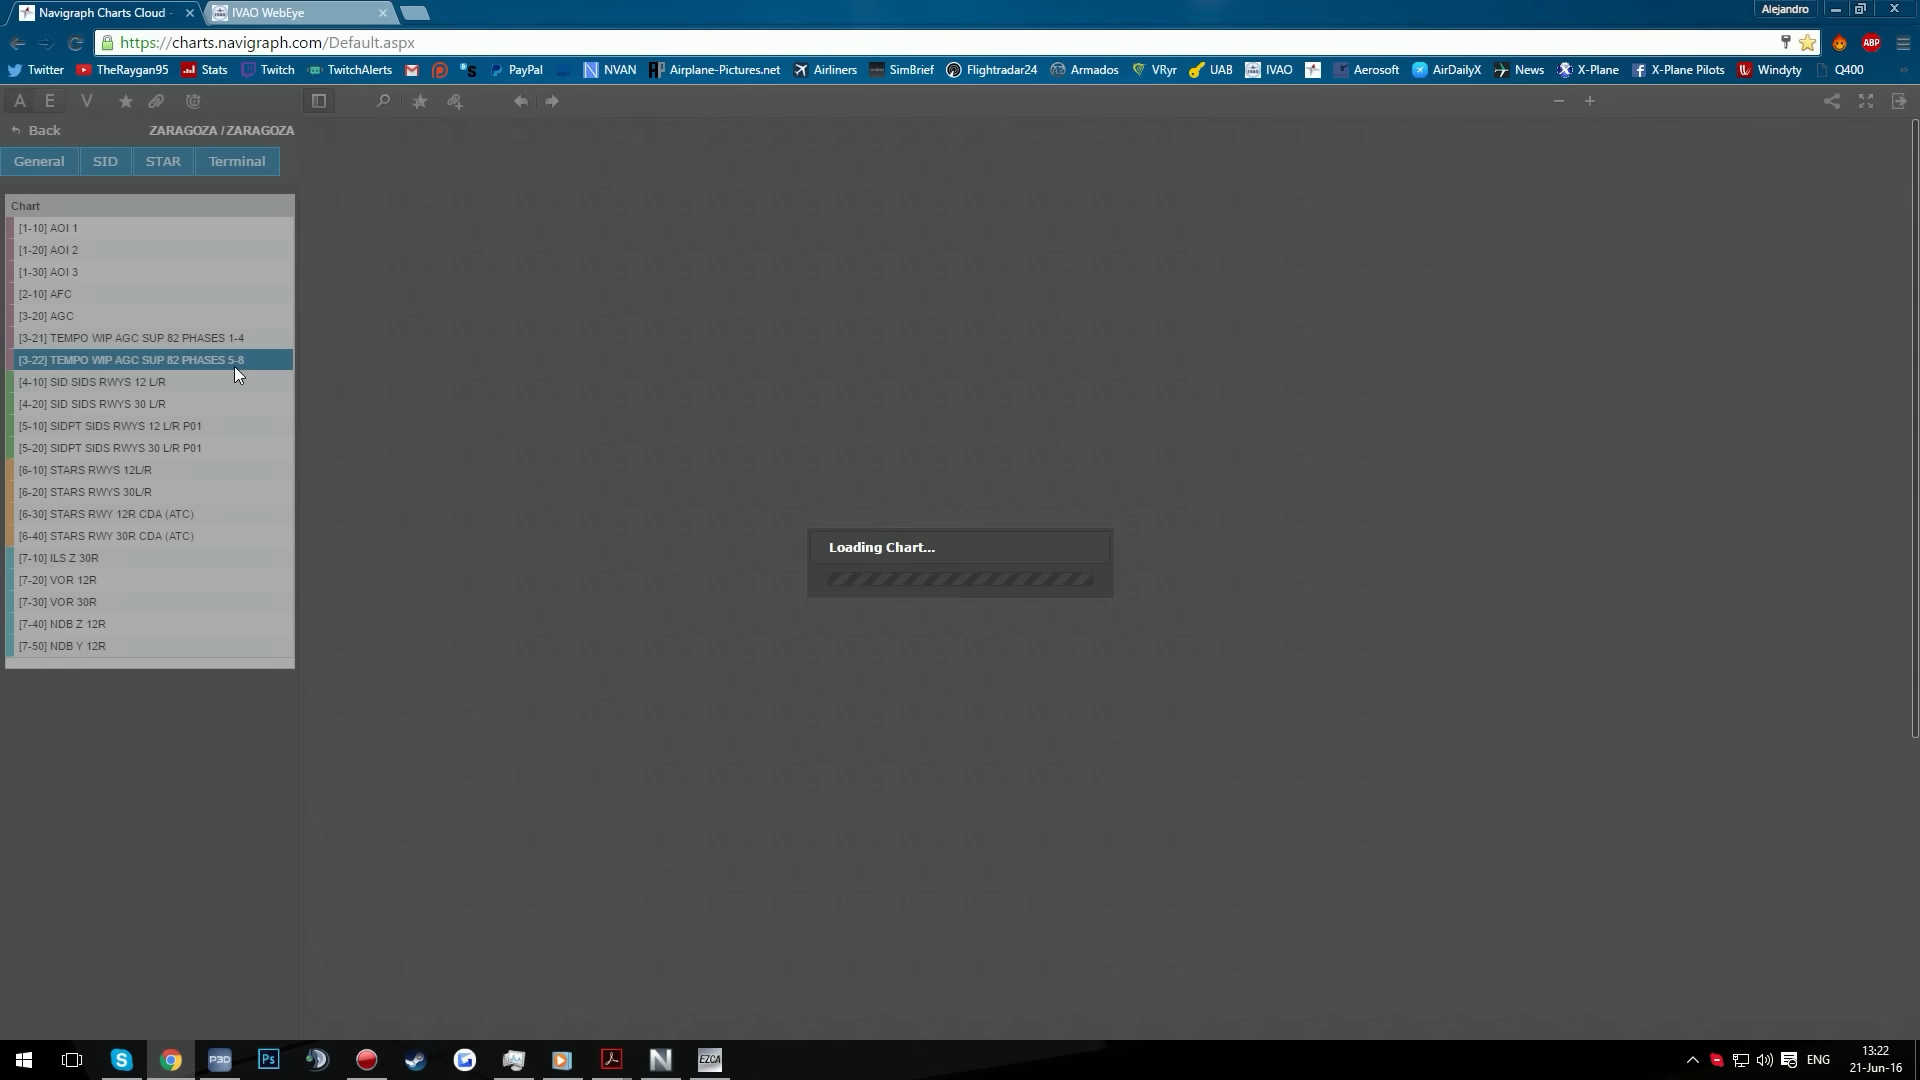 Navigraph Charts Cloud -
IVAO WebEye
Alejandro
https://charts.navigraph.com/Default.aspx
ABP
Twitter TheRaygan95 Stats Twitch TwitchAlerts PayPal NVAN Airplane-Pictures.net Airliners SimBrief Flightradar24 Armados VRyr UAB IVAO Aerosoft AirDailyX News X-Plane X-Plane Pilots Windyty Q400 »
A E V
Back ZARAGOZA / ZARAGOZA
General SID STAR Terminal
Chart
[1-10] AOI 1
[1-20] AOI 2
[1-30] AOI 3
[2-10] AFC
[3-20] AGC
[3-21] TEMPO WIP AGC SUP 82 PHASES 1-4
[3-22] TEMPO WIP AGC SUP 82 PHASES 5-8
[4-10] SID SIDS RWYS 12 L/R
[4-20] SID SIDS RWYS 30 L/R
[5-10] SIDPT SIDS RWYS 12 L/R P01
[5-20] SIDPT SIDS RWYS 30 L/R P01
[6-10] STARS RWYS 12L/R
[6-20] STARS RWYS 30L/R
[6-30] STARS RWY 12R CDA (ATC)
[6-40] STARS RWY 30R CDA (ATC)
[7-10] ILS Z 30R
[7-20] VOR 12R
[7-30] VOR 30R
[7-40] NDB Z 12R
[7-50] NDB Y 12R
Loading Chart...
P3D
Ps
EZCA
ENG
13:22
21-Jun-16